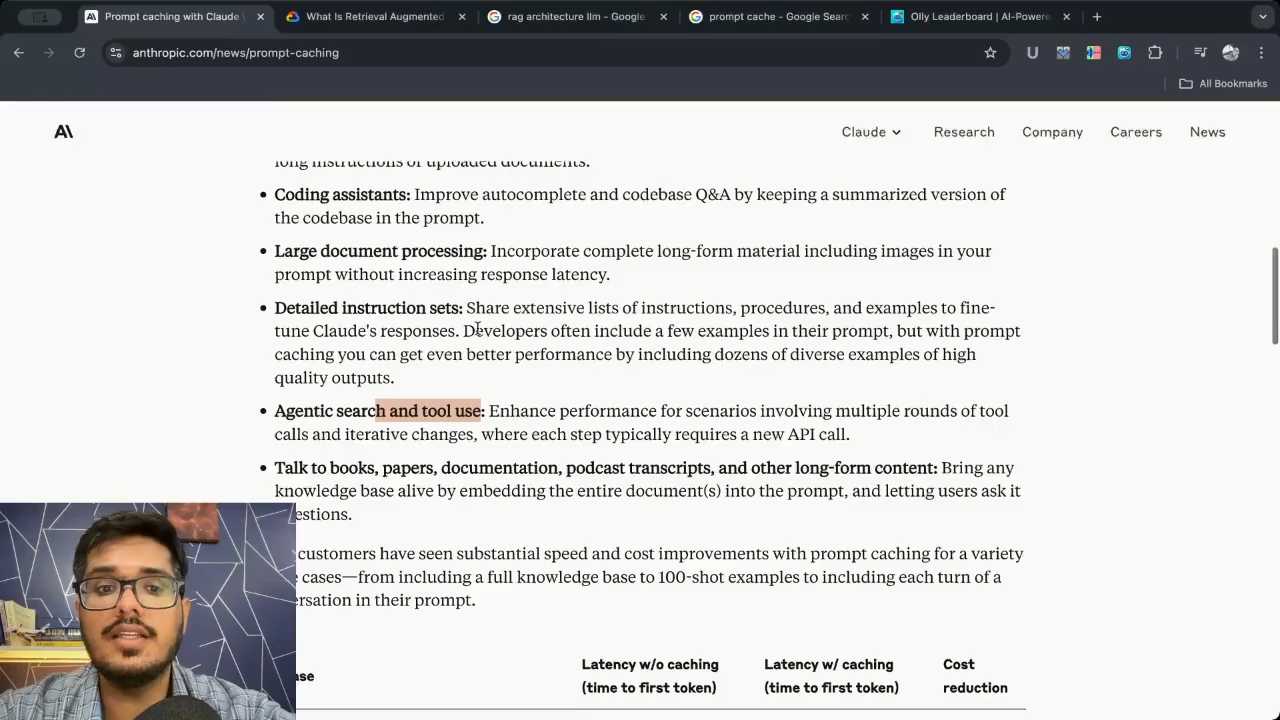 Prompt caching with Claude
What Is Retrieval Augmented
rag architecture llm - Google
prompt cache - Google Searc
Olly Leaderboard | AI-Powere
anthropic.com/news/prompt-caching
All Bookmarks
Claude
Research
Company
Careers
News
long instructions or uploaded documents.
• Coding assistants: Improve autocomplete and codebase Q&A by keeping a summarized version of
the codebase in the prompt.
• Large document processing: Incorporate complete long-form material including images in your
prompt without increasing response latency.
• Detailed instruction sets: Share extensive lists of instructions, procedures, and examples to fine-
tune Claude's responses. Developers often include a few examples in their prompt, but with prompt
caching you can get even better performance by including dozens of diverse examples of high
quality outputs.
• Agentic search and tool use: Enhance performance for scenarios involving multiple rounds of tool
calls and iterative changes, where each step typically requires a new API call.
• Talk to books, papers, documentation, podcast transcripts, and other long-form content: Bring any
knowledge base alive by embedding the entire document(s) into the prompt, and letting users ask it
estions.
customers have seen substantial speed and cost improvements with prompt caching for a variety
cases—from including a full knowledge base to 100-shot examples to including each turn of a
ersation in their prompt.
ase
Latency w/o caching
(time to first token)
Latency w/ caching
(time to first token)
Cost
reduction